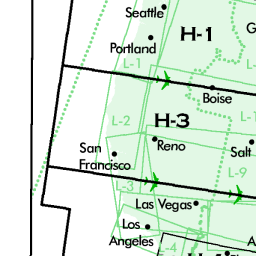 Seattle
H-1
G
Portland
L-1
Boise
L-2
H-3
L-1
San
Francisco
Reno
Salt
L-9
L-3
Las Vegas
Los
Angeles
A
L-4